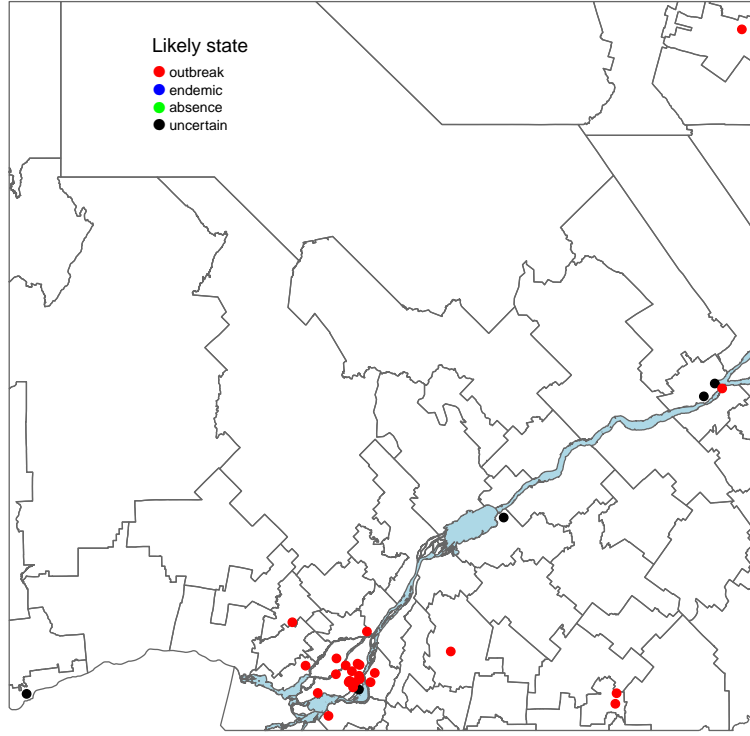 Likely state
outbreak
endemic
absence
uncertain